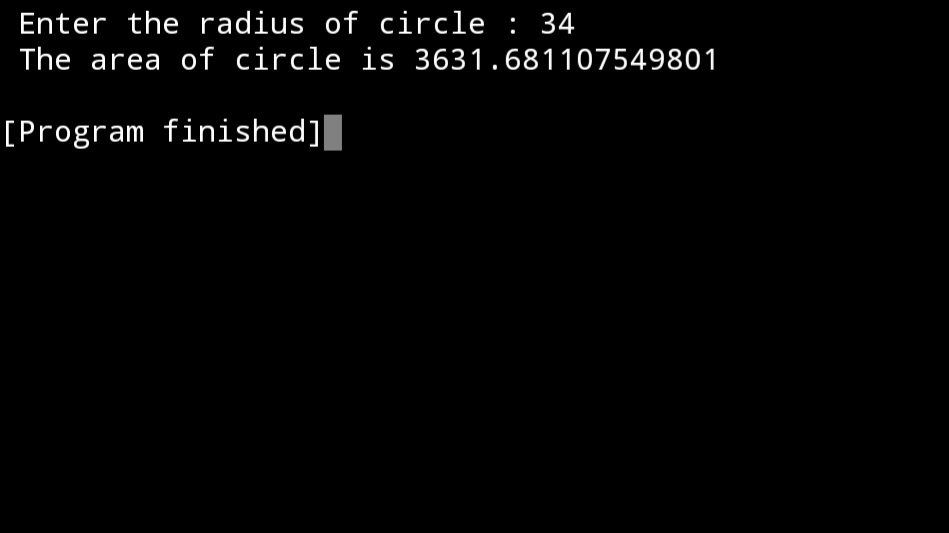 Enter the radius of circle : 34
The area of circle is 3631.681107549801
[Program finished]